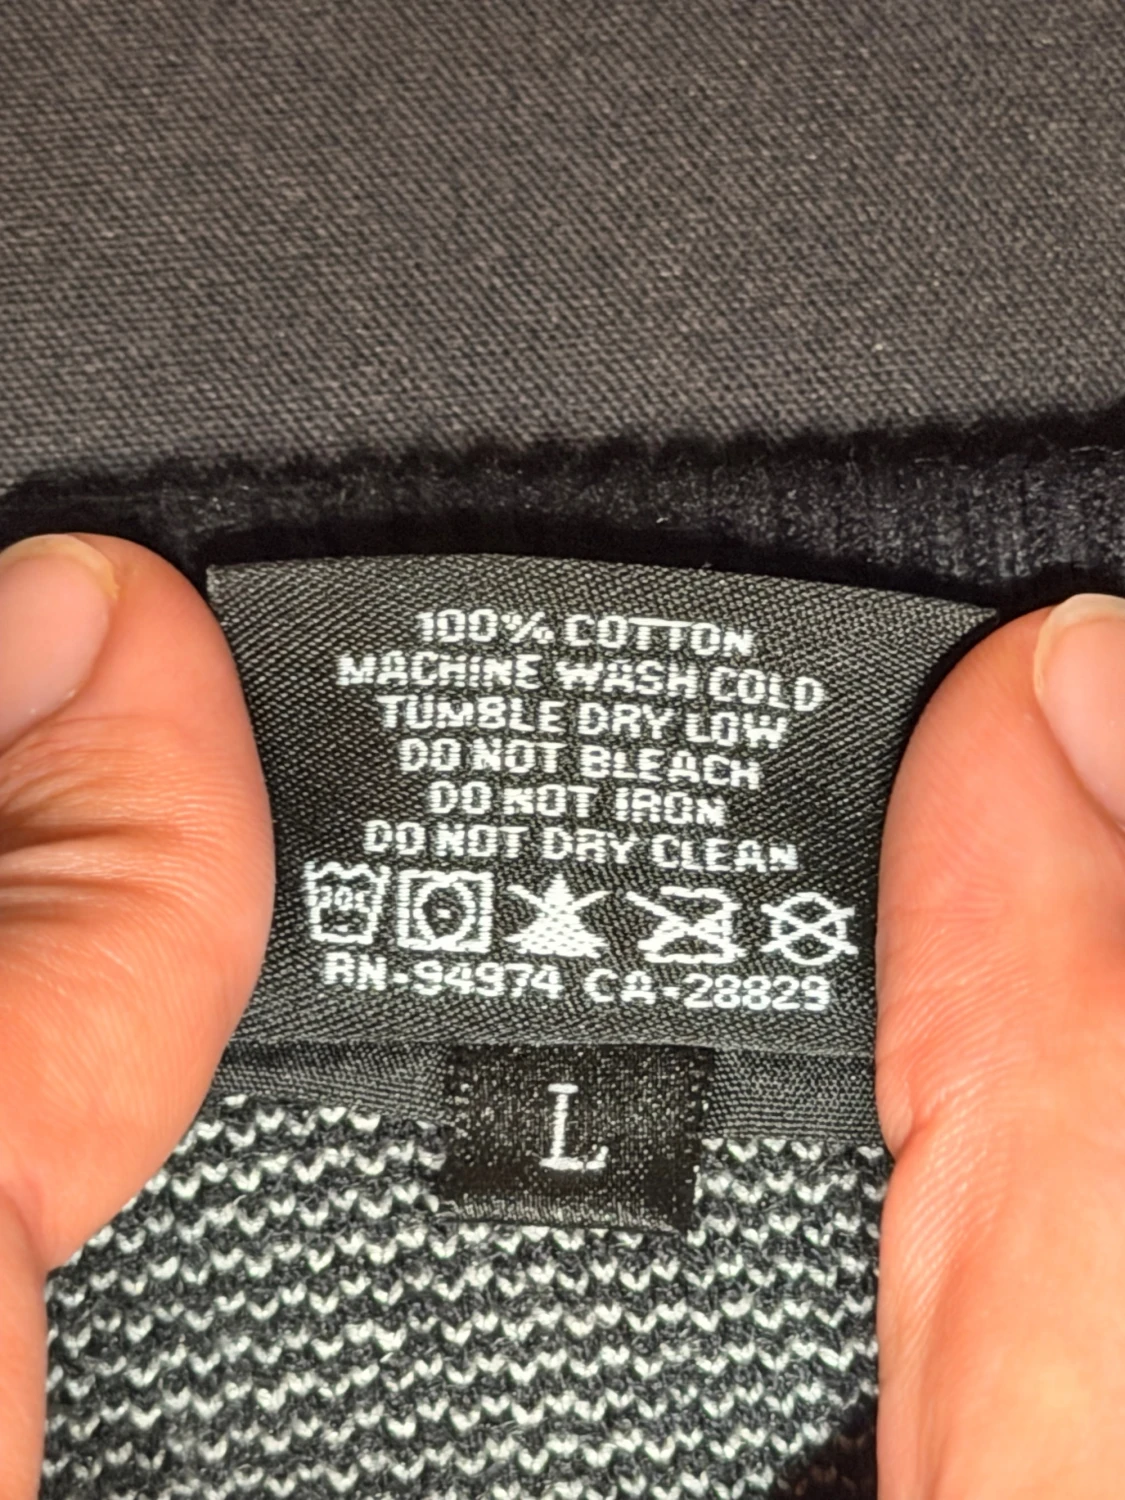 100% COTTON
MACHINE WASH COLD
TUMBLE DRY LOW
DO NOT BLEACH
DO NOT IRON
DO NOT DRY CLEAN
RN-94974 CA-28829
L